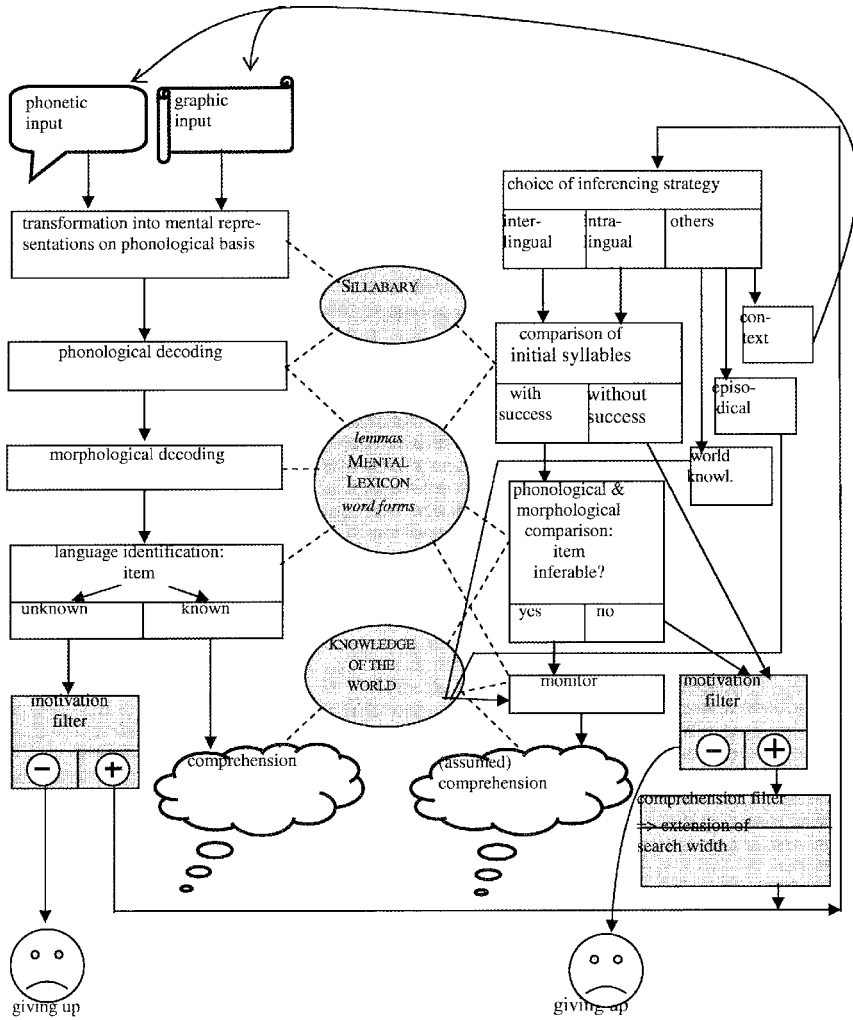 phonetic
input
graphic
input
transformation into mental repre-
sentations on phonological basis
phonological decoding
morphological decoding
language identification:
item
unknown
known
motivation
filter
−
+
giving up
SILLABARY
lemmas
MENTAL
LEXICON
word forms
KNOWLEDGE
OF THE
WORLD
comprehension
(assumed)
comprehension
choice of inferencing strategy
inter-
lingual
intra-
lingual
others
con-
text
episo-
dical
world
knowl.
comparison of
initial syllables
with
success
without
success
phonological &
morphological
comparison:
item
inferable?
yes
no
monitor
motivation
filter
−
+
comprehension filter
=> extension of
search width
giving up